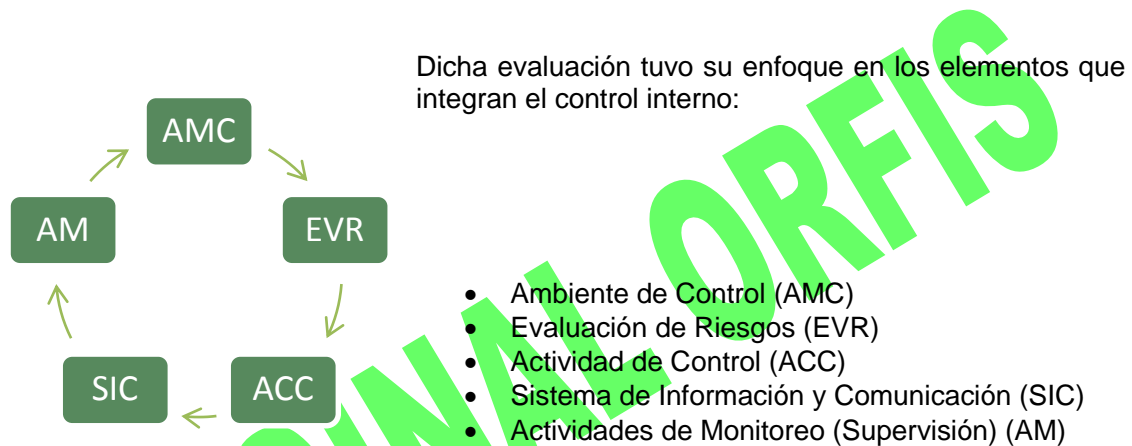 Dicha evaluación tuvo su enfoque en los elementos que
integran el control interno:
AMC
EVR
ACC
SIC
AM
• Ambiente de Control (AMC)
• Evaluación de Riesgos (EVR)
• Actividad de Control (ACC)
• Sistema de Información y Comunicación (SIC)
• Actividades de Monitoreo (Supervisión) (AM)
ORFIS